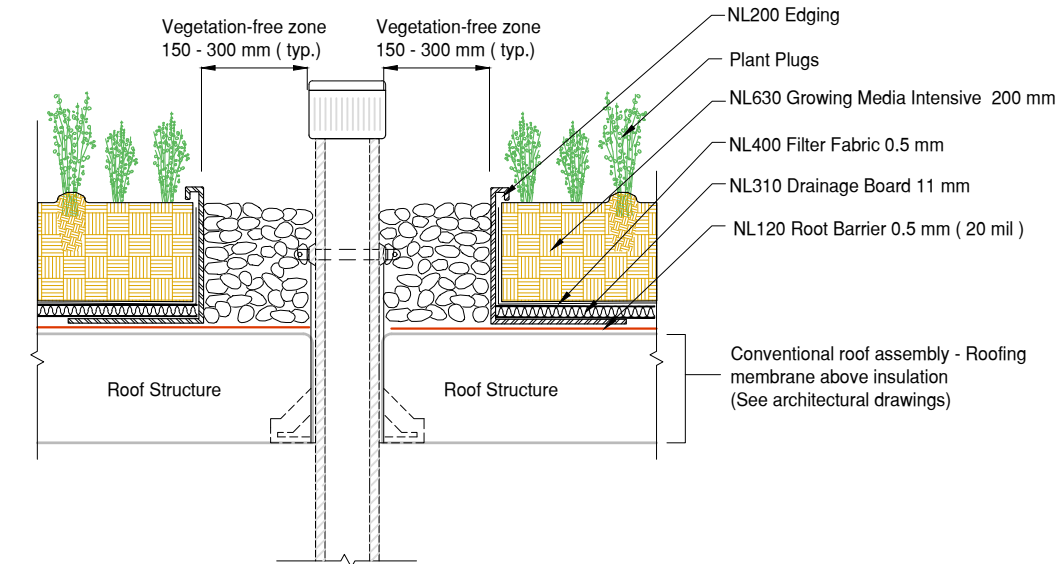 Vegetation-free zone
150 - 300 mm ( typ.)
Vegetation-free zone
150 - 300 mm ( typ.)
NL200 Edging
Plant Plugs
NL630 Growing Media Intensive  200 mm
NL400 Filter Fabric 0.5 mm
NL310 Drainage Board 11 mm
NL120 Root Barrier 0.5 mm ( 20 mil )
Conventional roof assembly - Roofing
membrane above insulation
(See architectural drawings)
Roof Structure
Roof Structure